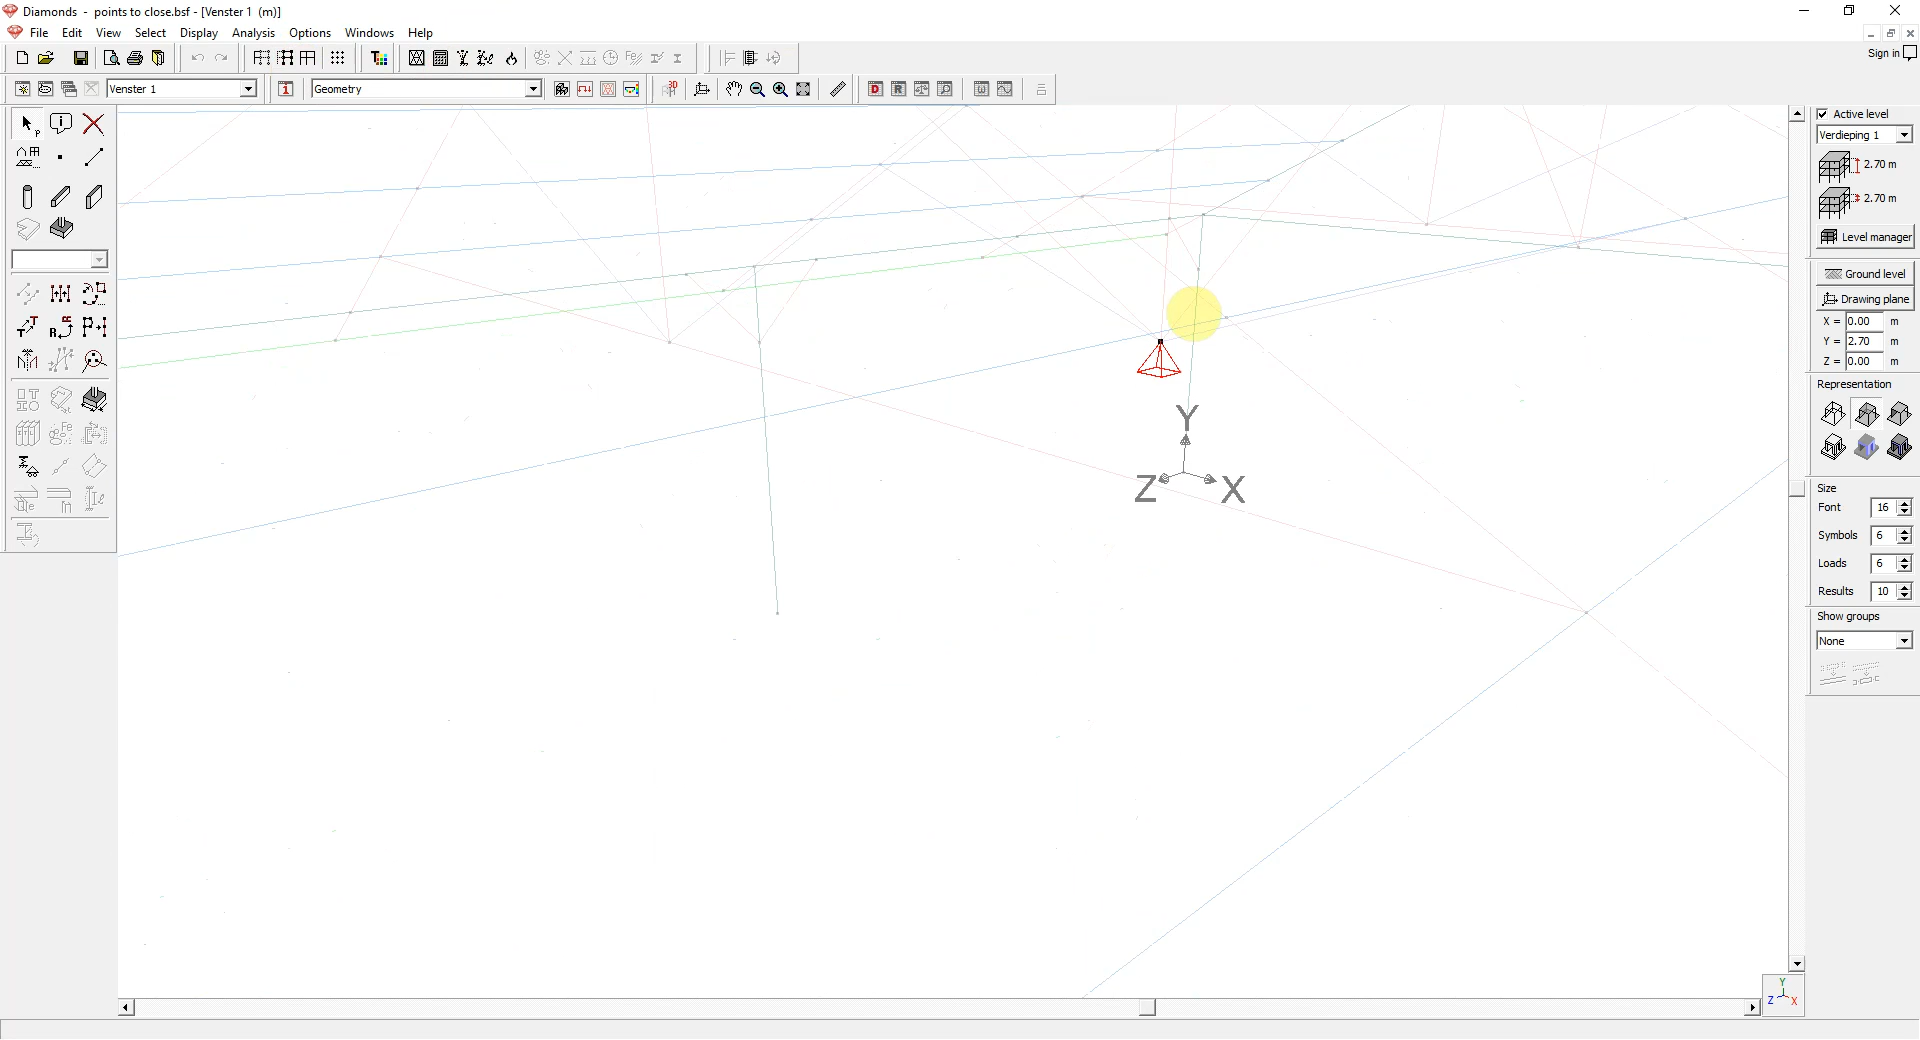 Diamonds - points to close.bsf - [Venster 1 (m)]
File Edit View Select Display Analysis Options Windows Help
Sign in
Venster 1
1
Geometry
3D
D
R
Active level
Verdieping 1
2.70 m
2.70 m
Level manager
Ground level
Drawing plane
X = 0.00 m
Y = 2.70 m
Z = 0.00 m
Representation
Size
Font 16
Symbols 6
Loads 6
Results 10
Show groups
None
Y
Z X
Y
Z X